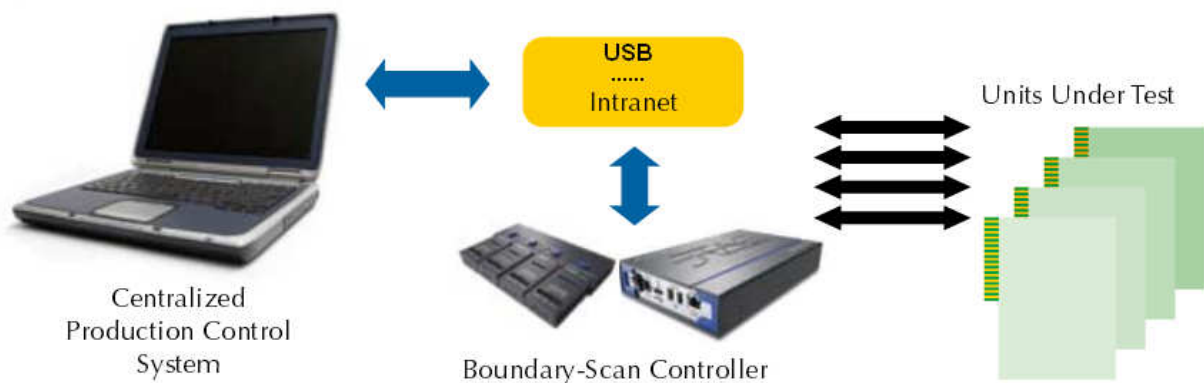 USB
......
Intranet
Units Under Test
Centralized
Production Control
System
Boundary-Scan Controller